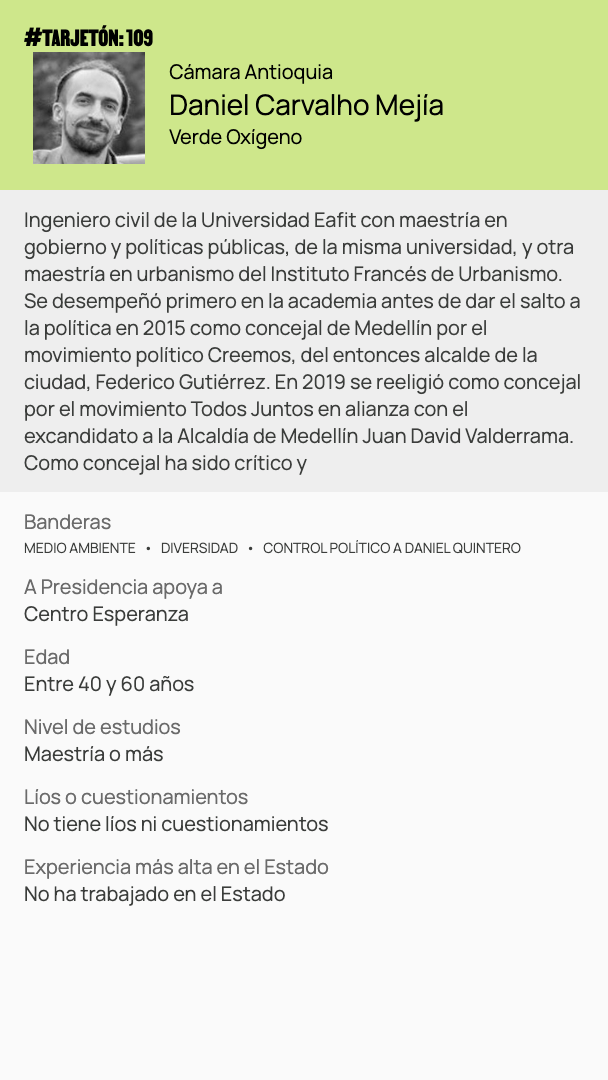 #TARJETÓN: 109
Cámara Antioquia
Daniel Carvalho Mejía
Verde Oxígeno
Ingeniero civil de la Universidad Eafit con maestría en
gobierno y políticas públicas, de la misma universidad, y otra
maestría en urbanismo del Instituto Francés de Urbanismo.
Se desempeñó primero en la academia antes de dar el salto a
la política en 2015 como concejal de Medellín por el
movimiento político Creemos, del entonces alcalde de la
ciudad, Federico Gutiérrez. En 2019 se reeligió como concejal
por el movimiento Todos Juntos en alianza con el
excandidato a la Alcaldía de Medellín Juan David Valderrama.
Como concejal ha sido crítico y
Banderas
MEDIO AMBIENTE • DIVERSIDAD • CONTROL POLÍTICO A DANIEL QUINTERO
A Presidencia apoya a
Centro Esperanza
Edad
Entre 40 y 60 años
Nivel de estudios
Maestría o más
Líos o cuestionamientos
No tiene líos ni cuestionamientos
Experiencia más alta en el Estado
No ha trabajado en el Estado